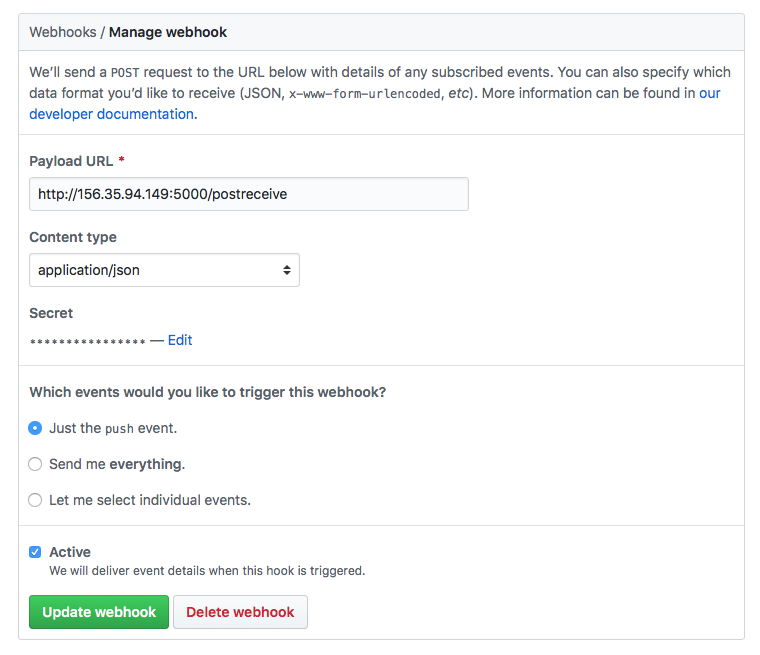 Webhooks / Manage webhook
We’ll send a POST request to the URL below with details of any subscribed events. You can also specify which
data format you’d like to receive (JSON, x-www-form-urlencoded, etc). More information can be found in our
developer documentation.
Payload URL *
http://156.35.94.149:5000/postreceive
Content type
application/json
Secret
**************** — Edit
Which events would you like to trigger this webhook?
Just the push event.
Send me everything.
Let me select individual events.
Active
We will deliver event details when this hook is triggered.
Update webhook Delete webhook